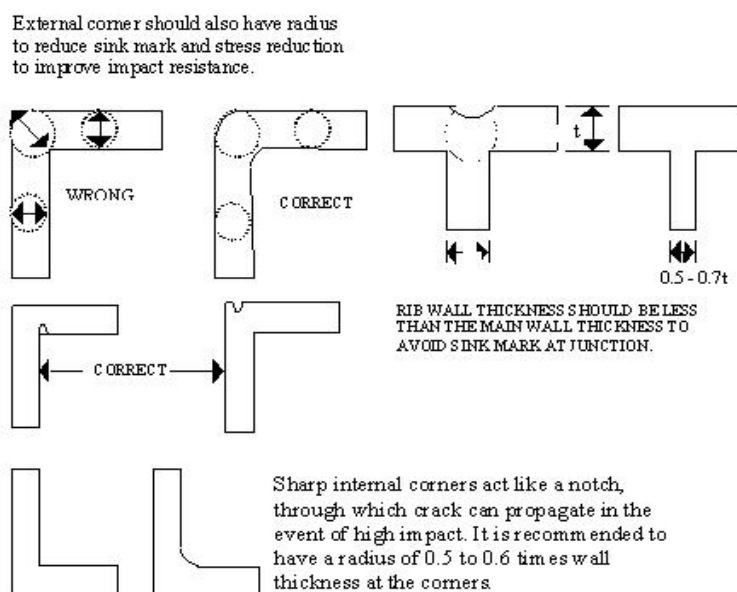 External corner should also have radius
to reduce sink mark and stress reduction
to improve impact resistance.
WRONG
CORRECT
t
0.5 - 0.7t
RIB WALL THICKNESS SHOULD BE LESS
THAN THE MAIN WALL THICKNESS TO
AVOID SINK MARK AT JUNCTION.
CORRECT
Sharp internal corners act like a notch,
through which crack can propagate in the
event of high impact. It is recommended to
have a radius of 0.5 to 0.6 times wall
thickness at the corners.